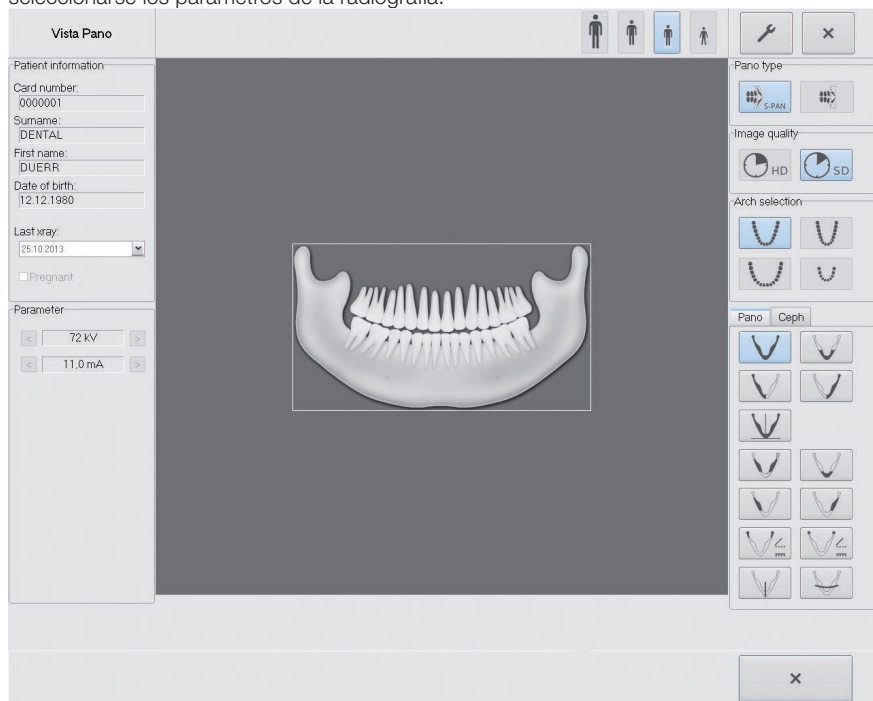 seleccionarse los parámetros de la radiografía.
Vista Pano
Patient information
Card number:
0000001
Surname:
DENTAL
First name:
DUERR
Date of birth:
12.12.1980
Last xray:
25.10.2013
Pregnant
Parameter
< 72 kV >
< 11,0 mA >
Pano type
S-PAN
Image quality
HD SD
Arch selection
Pano Ceph